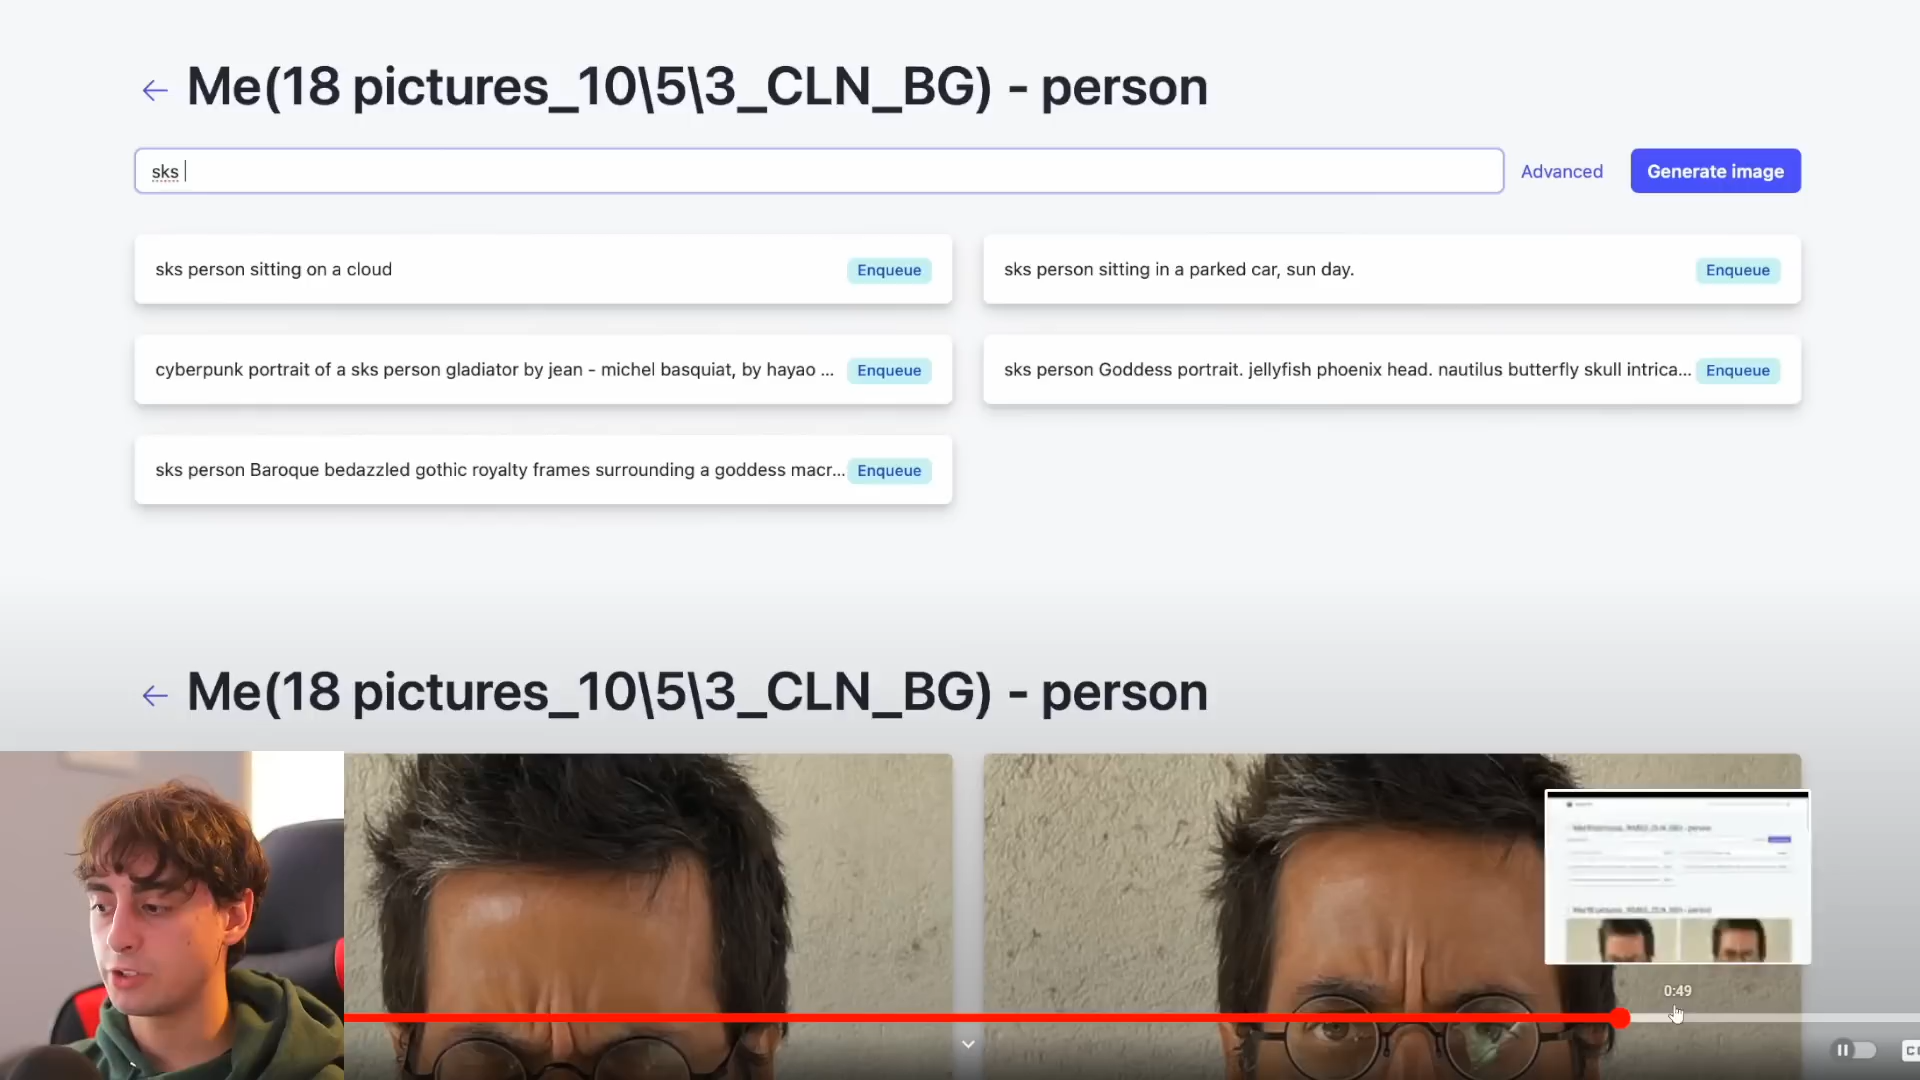 Me(18 pictures_10\5\3_CLN_BG) - person
sks
Advanced
Generate image
sks person sitting on a cloud
Enqueue
sks person sitting in a parked car, sun day.
Enqueue
cyberpunk portrait of a sks person gladiator by jean - michel basquiat, by hayao ...
Enqueue
sks person Goddess portrait. jellyfish phoenix head. nautilus butterfly skull intrica...
Enqueue
sks person Baroque bedazzled gothic royalty frames surrounding a goddess macr...
Enqueue
Me(18 pictures_10\5\3_CLN_BG) - person
0:49